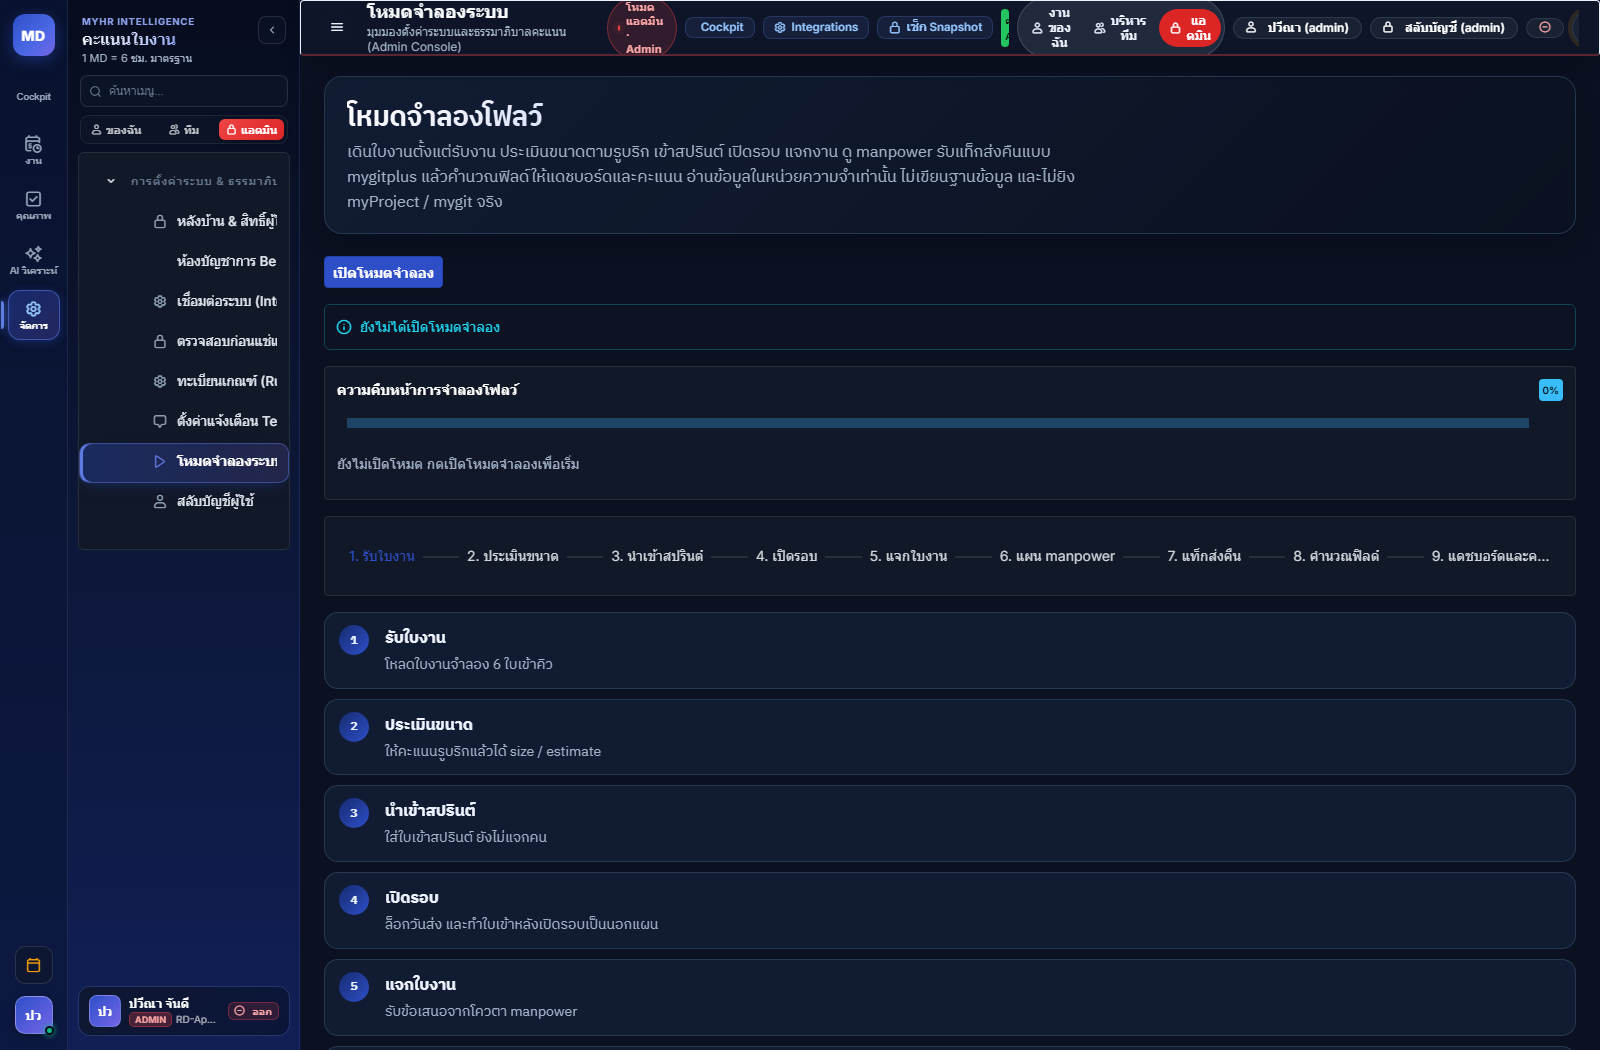 MD
Cockpit
งาน
คุณภาพ
AI วิเคราะห์
จัดการ
ปว
MYHR INTELLIGENCE
คะแนนใบงาน
1 MD = 6 ชม. มาตรฐาน
ค้นหาเมนู...
ของฉัน
ทีม
แอดมิน
การตั้งค่าระบบ & ธรรมาภิบ
หลังบ้าน & สิทธิ์ผู้
ห้องบัญชาการ Be
เชื่อมต่อระบบ (Int
ตรวจสอบก่อนแช่แ
ทะเบียนเกณฑ์ (Ru
ตั้งค่าแจ้งเตือน Te
โหมดจำลองระบบ
สลับบัญชีผู้ใช้
ปวีณา จันดี
ADMIN RD-Ap...
ออก
โหมดจำลองระบบ
มุมมองตั้งค่าระบบและธรรมาภิบาลคะแนน
(Admin Console)
โหมด
แอดมิน
·
Admin
Cockpit
Integrations
เช็ก Snapshot
งาน
ของ
ฉัน
บริหาร
ทีม
แอ
ดมิน
ปวีณา (admin)
สลับบัญชี (admin)
โหมดจำลองโฟลว์
เดินใบงานตั้งแต่รับงาน ประเมินขนาดตามรูบริก เข้าสปรินต์ เปิดรอบ แจกงาน ดู manpower รับแท็กส่งคืนแบบ
mygitplus แล้วคำนวณฟิลด์ให้แดชบอร์ดและคะแนน อ่านข้อมูลในหน่วยความจำเท่านั้น ไม่เขียนฐานข้อมูล และไม่ยิง
myProject / mygit จริง
เปิดโหมดจำลอง
ยังไม่ได้เปิดโหมดจำลอง
ความคืบหน้าการจำลองโฟลว์
0%
ยังไม่เปิดโหมด กดเปิดโหมดจำลองเพื่อเริ่ม
1. รับใบงาน
2. ประเมินขนาด
3. นำเข้าสปรินต์
4. เปิดรอบ
5. แจกใบงาน
6. แผน manpower
7. แท็กส่งคืน
8. คำนวณฟิลด์
9. แดชบอร์ดและค...
1
รับใบงาน
โหลดใบงานจำลอง 6 ใบเข้าคิว
2
ประเมินขนาด
ให้คะแนนรูบริกแล้วได้ size / estimate
3
นำเข้าสปรินต์
ใส่ใบเข้าสปรินต์ ยังไม่แจกคน
4
เปิดรอบ
ล็อกวันส่ง และทำใบเข้าหลังเปิดรอบเป็นนอกแผน
5
แจกใบงาน
รับข้อเสนอจากโควตา manpower